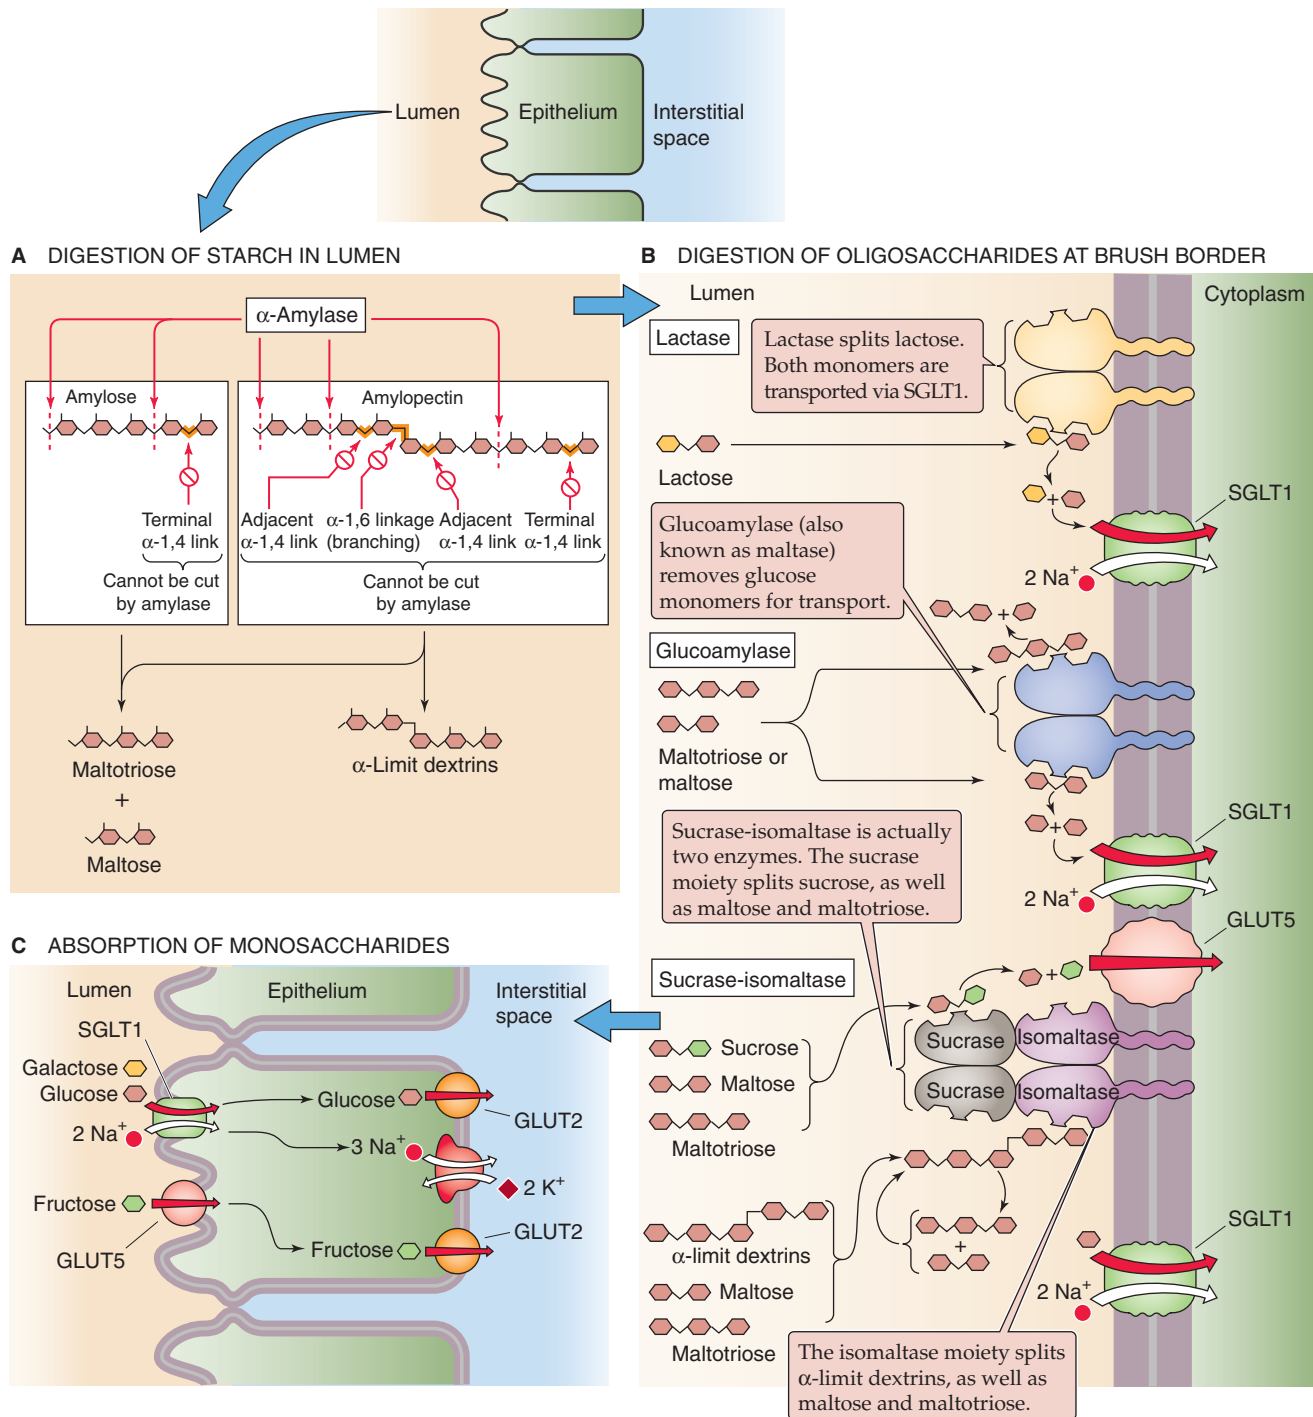 Lumen
Epithelium
Interstitial
space
A DIGESTION OF STARCH IN LUMEN
α-Amylase
Amylose
Amylopectin
Terminal
α-1,4 link
Cannot be cut
by amylase
Adjacent
α-1,4 link
α-1,6 linkage
(branching)
Adjacent
α-1,4 link
Terminal
α-1,4 link
Cannot be cut
by amylase
Maltotriose
+
Maltose
α-Limit dextrins
B DIGESTION OF OLIGOSACCHARIDES AT BRUSH BORDER
Lumen
Cytoplasm
Lactase
Lactase splits lactose.
Both monomers are
transported via SGLT1.
Lactose
+
SGLT1
2 Na+
Glucoamylase (also
known as maltase)
removes glucose
monomers for transport.
+
Glucoamylase
Maltotriose or
maltose
+
SGLT1
2 Na+
Sucrase-isomaltase is actually
two enzymes. The sucrase
moiety splits sucrose, as well
as maltose and maltotriose.
GLUT5
Sucrase-isomaltase
+
Sucrose
Maltose
Maltotriose
Sucrase
Isomaltase
Sucrase
Isomaltase
α-limit dextrins
Maltose
Maltotriose
+
SGLT1
2 Na+
The isomaltase moiety splits
α-limit dextrins, as well as
maltose and maltotriose.
C ABSORPTION OF MONOSACCHARIDES
Lumen
Epithelium
Interstitial
space
SGLT1
Galactose
Glucose
2 Na+
Glucose
GLUT2
3 Na+
2 K+
Fructose
GLUT5
Fructose
GLUT2